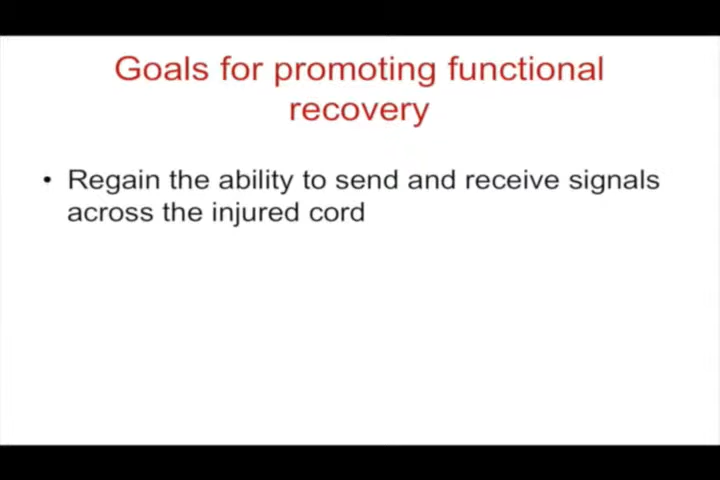 Goals for promoting functional
recovery
• Regain the ability to send and receive signals
across the injured cord